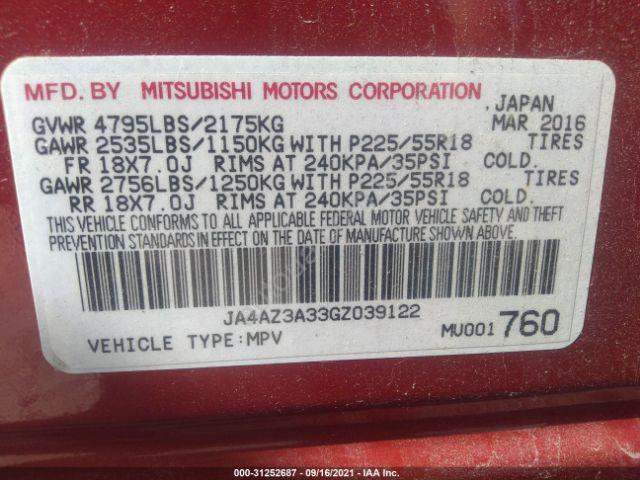 MFD. BY MITSUBISHI MOTORS CORPORATION, JAPAN
GVWR 4795LBS/2175KG MAR 2016
GAWR 2535LBS/1150KG WITH P225/55R18 TIRES
FR 18X7.0J RIMS AT 240KPA/35PSI COLD.
GAWR 2756LBS/1250KG WITH P225/55R18 TIRES
RR 18X7.0J RIMS AT 240KPA/35PSI COLD.
THIS VEHICLE CONFORMS TO ALL APPLICABLE FEDERAL MOTOR VEHICLE SAFETY AND THEFT
PREVENTION STANDARDS IN EFFECT ON THE DATE OF MANUFACTURE SHOWN ABOVE.
JA4AZ3A33GZ039122
VEHICLE TYPE:MPV MU001 760
000-31252687 - 09/16/2021 - IAA Inc.